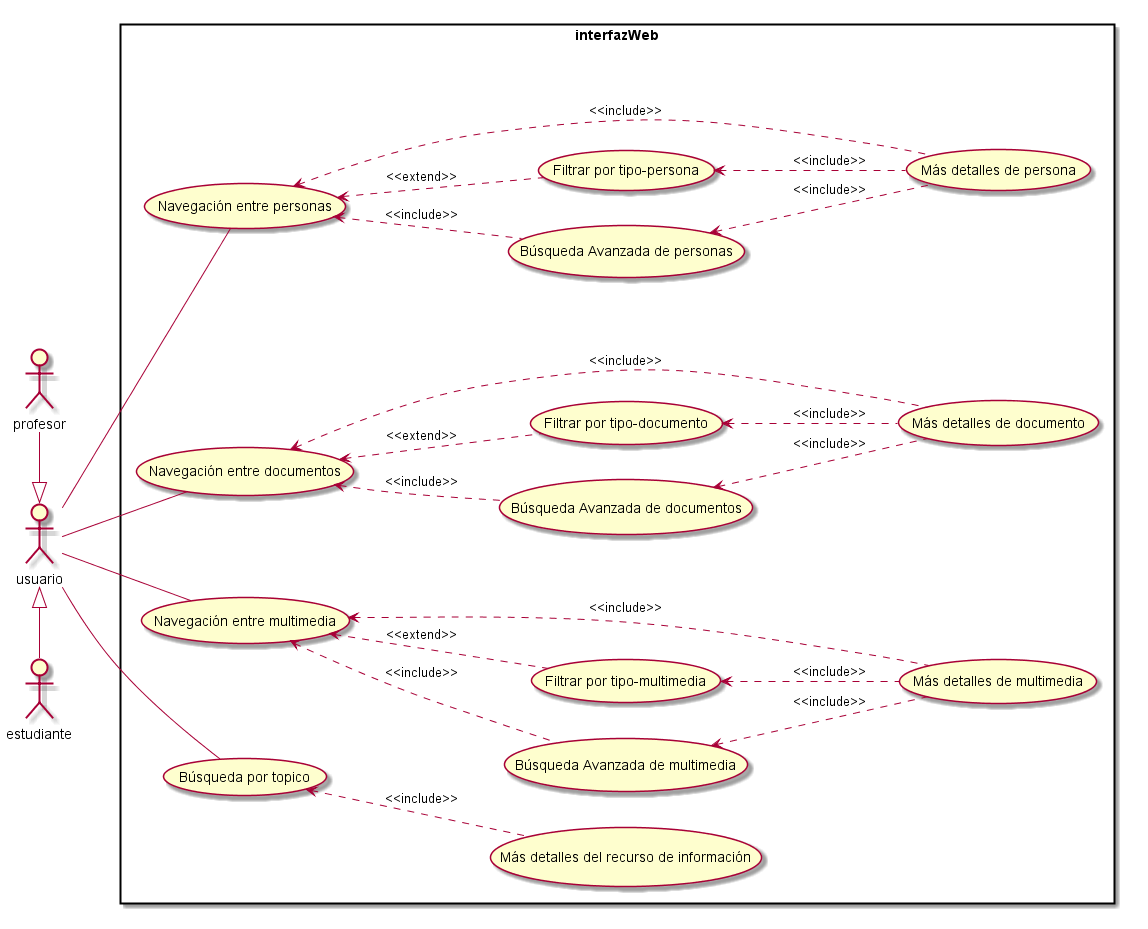 interfazWeb
<<include>>
<<include>>
Filtrar por tipo-persona
Más detalles de persona
<<extend>>
<<include>>
Navegación entre personas
<<include>>
Búsqueda Avanzada de personas
<<include>>
<<include>>
profesor
Filtrar por tipo-documento
Más detalles de documento
<<extend>>
<<include>>
Navegación entre documentos
<<include>>
Búsqueda Avanzada de documentos
usuario
<<include>>
Navegación entre multimedia
<<extend>>
<<include>>
<<include>>
Filtrar por tipo-multimedia
Más detalles de multimedia
<<include>>
estudiante
Búsqueda Avanzada de multimedia
Búsqueda por topico
<<include>>
Más detalles del recurso de información